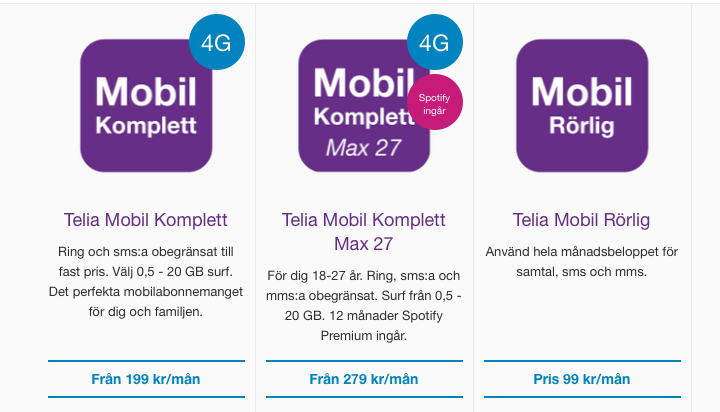 4G
Mobil
Komplett
Telia Mobil Komplett
Ring och sms:a obegränsat till
fast pris. Välj 0,5 - 20 GB surf.
Det perfekta mobilabonnemanget
för dig och familjen.
Från 199 kr/mån
4G
Mobil
Spotify
ingår
Komplett
Max 27
Telia Mobil Komplett
Max 27
För dig 18-27 år. Ring, sms:a och
mms:a obegränsat. Surf från 0,5 -
20 GB. 12 månader Spotify
Premium ingår.
Från 279 kr/mån
Mobil
Rörlig
Telia Mobil Rörlig
Använd hela månadsbeloppet för
samtal, sms och mms.
Pris 99 kr/mån